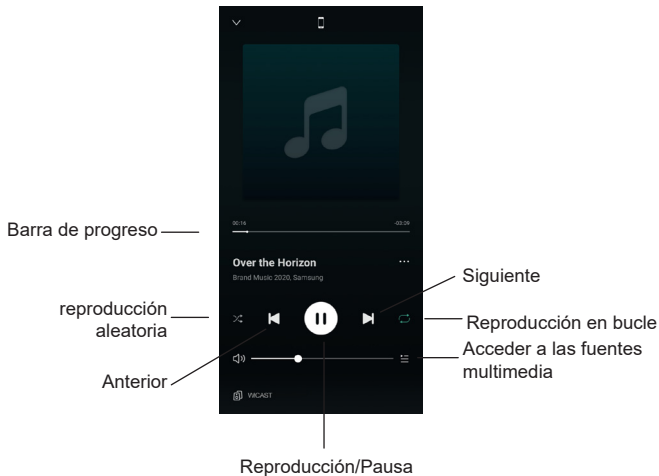 00:16
-03:09
Barra de progreso
Over the Horizon
Brand Music 2020, Samsung
Siguiente
reproducción
aleatoria
Reproducción en bucle
Acceder a las fuentes
multimedia
Anterior
WiCAST
Reproducción/Pausa